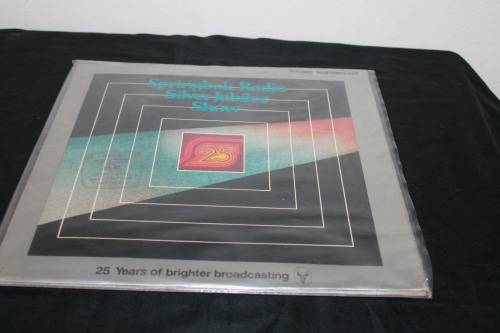 Springbok Radio
Silver Jubilee
Show
25
25 Years of brighter broadcasting